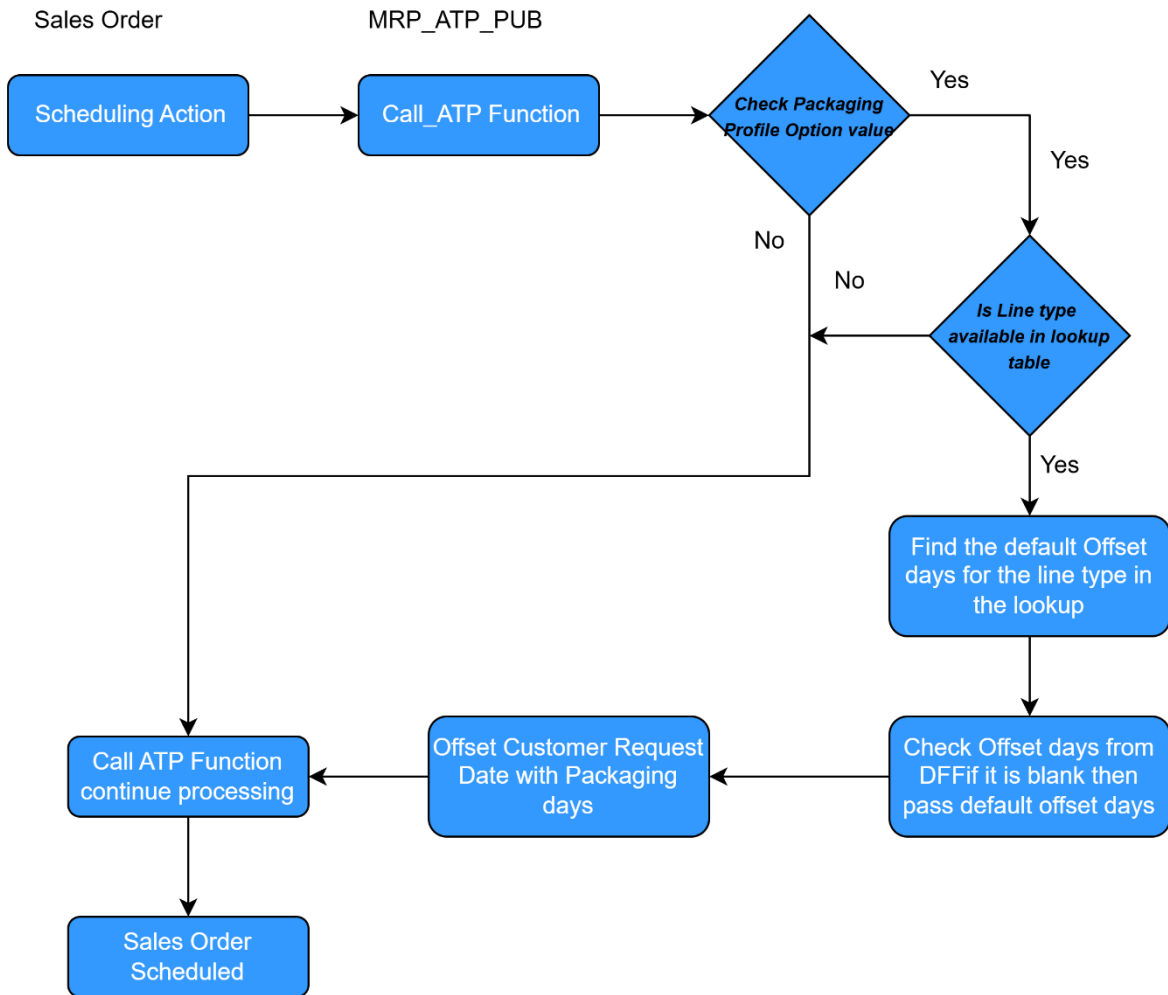 Sales Order
MRP_ATP_PUB
Scheduling Action
Call_ATP Function
Check Packaging
Profile Option value
Yes
Yes
No
No
Is Line type
available in lookup
table
Yes
Find the default Offset
days for the line type in
the lookup
Call ATP Function
continue processing
Offset Customer Request
Date with Packaging
days
Check Offset days from
DFFif it is blank then
pass default offset days
Sales Order
Scheduled